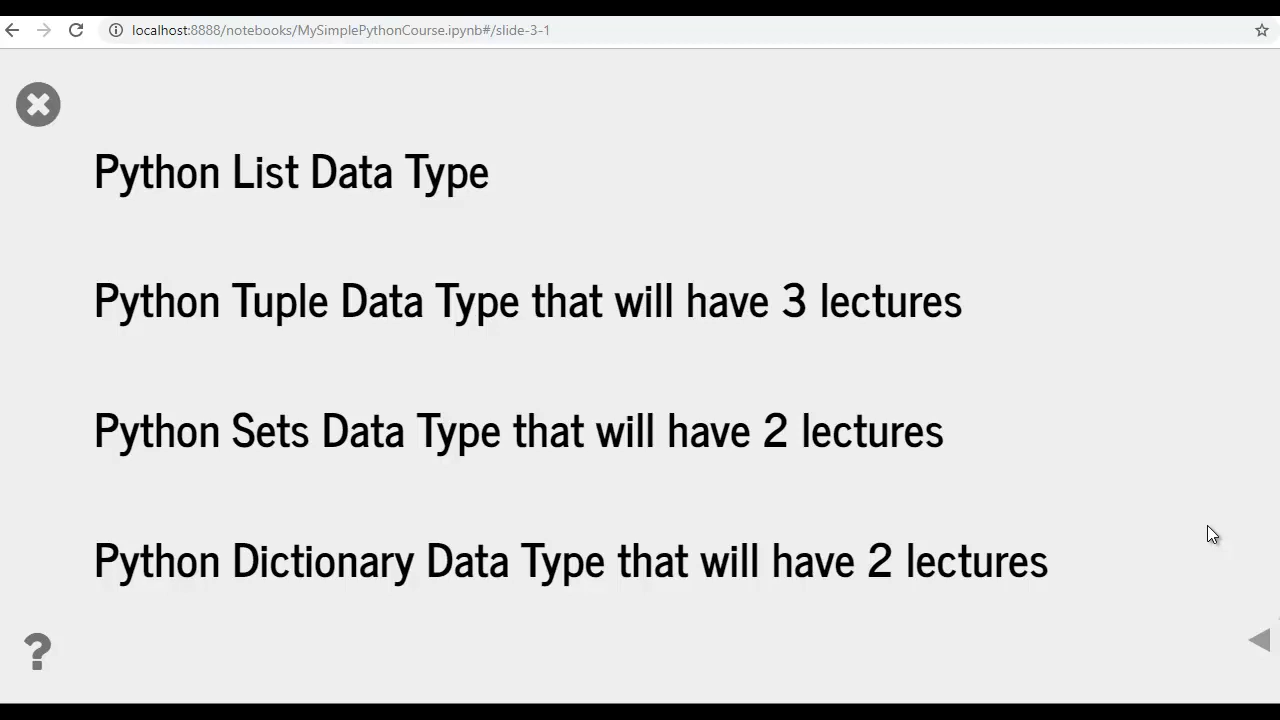 localhost:8888/notebooks/MySimplePythonCourse.ipynb#/slide-3-1
Python List Data Type
Python Tuple Data Type that will have 3 lectures
Python Sets Data Type that will have 2 lectures
Python Dictionary Data Type that will have 2 lectures
?